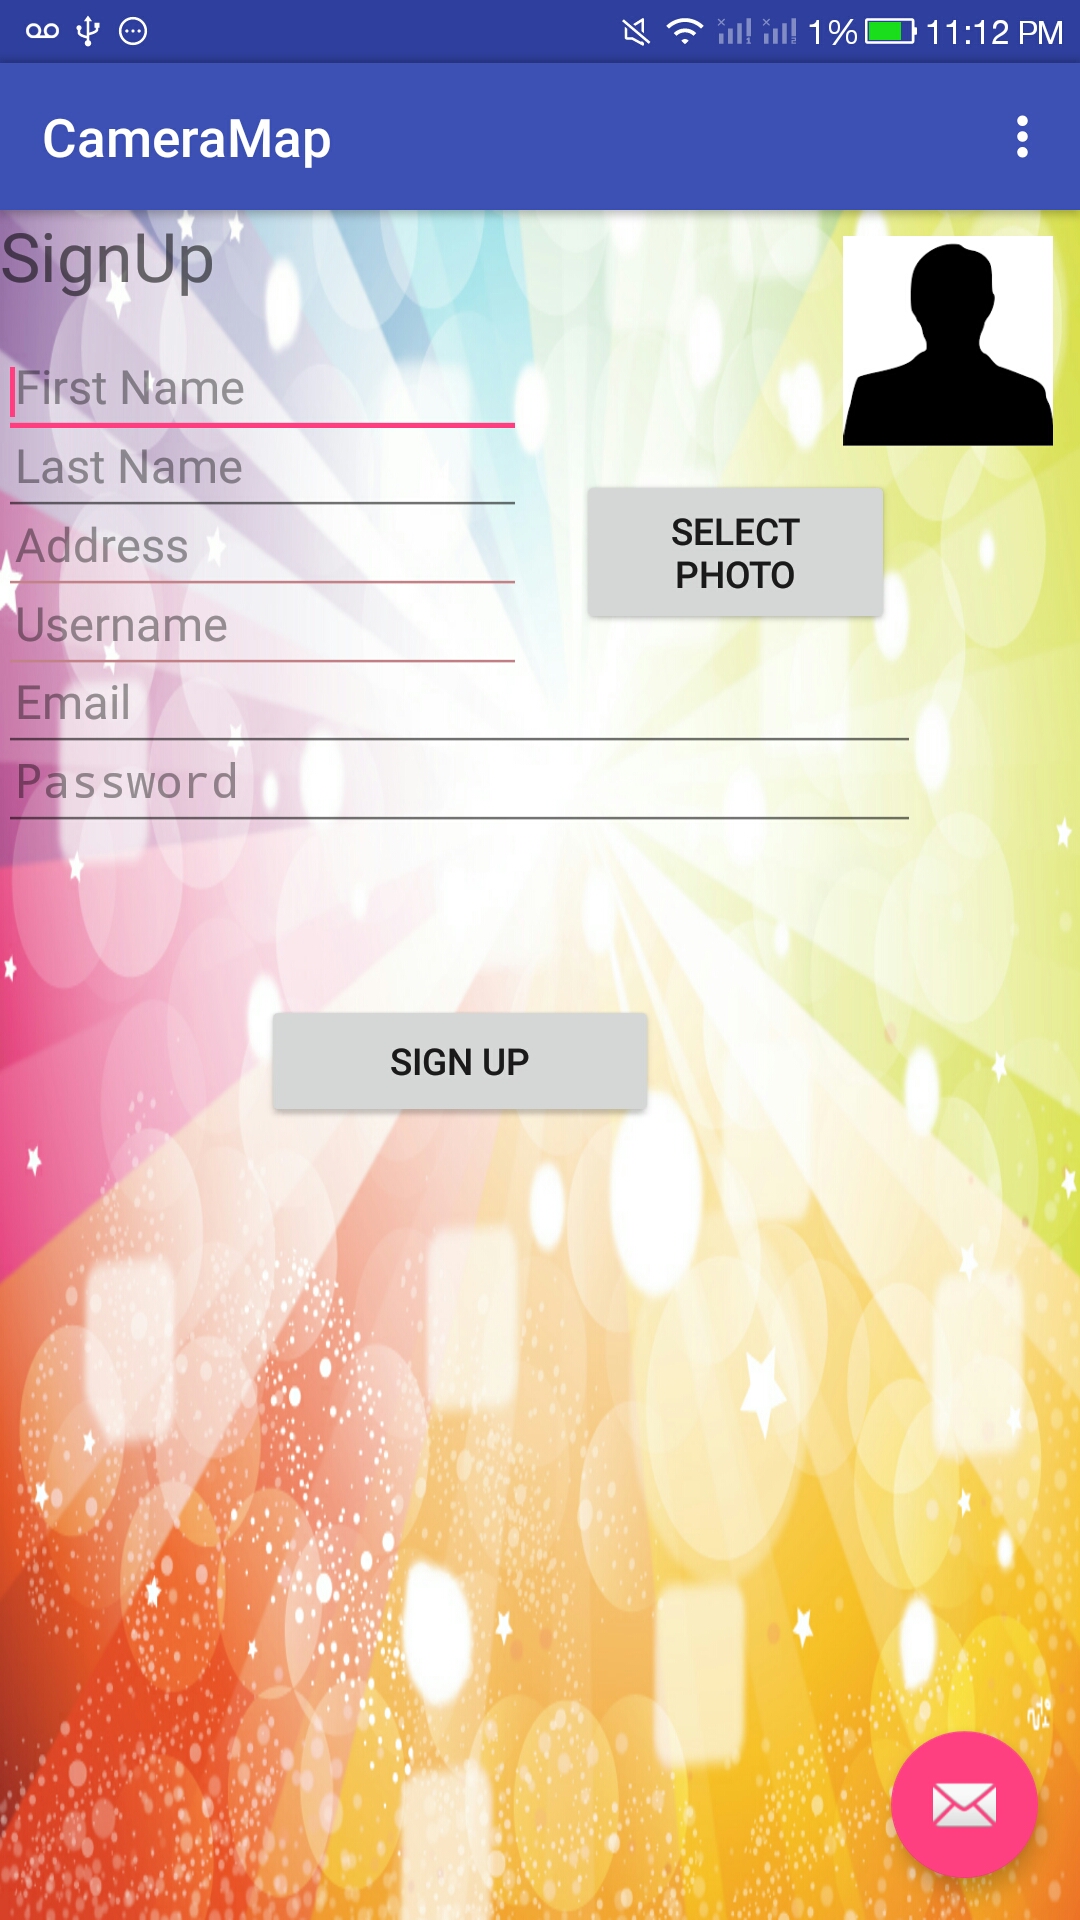 1% 11:12 PM
CameraMap
SignUp
First Name
Last Name
Address
SELECT
PHOTO
Username
Email
Password
SIGN UP